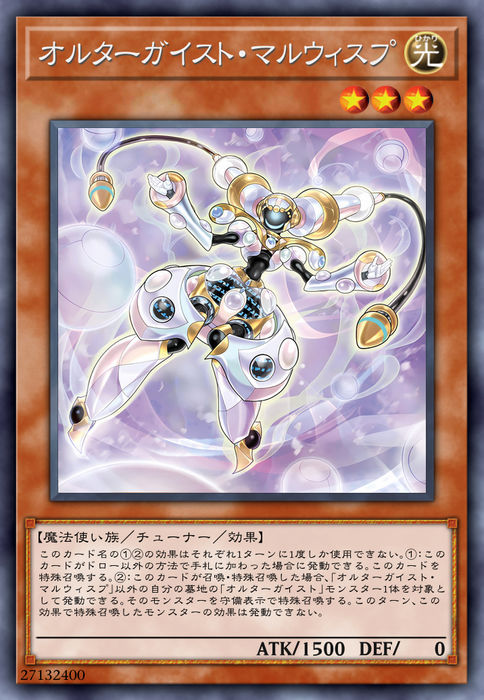 オルターガイスト・マルウィスプ
ひかり
光
【魔法使い族／チューナー／効果】
このカード名の①②の効果はそれぞれ1ターンに1度しか使用できない。①：この
カードがドロー以外の方法で手札に加わった場合に発動できる。このカードを
特殊召喚する。②：このカードが召喚・特殊召喚した場合、「オルターガイスト・
マルウィスプ」以外の自分の墓地の「オルターガイスト」モンスター1体を対象と
して発動できる。そのモンスターを守備表示で特殊召喚する。このターン、この
効果で特殊召喚したモンスターの効果は発動できない。
ATK/1500 DEF/ 0
27132400